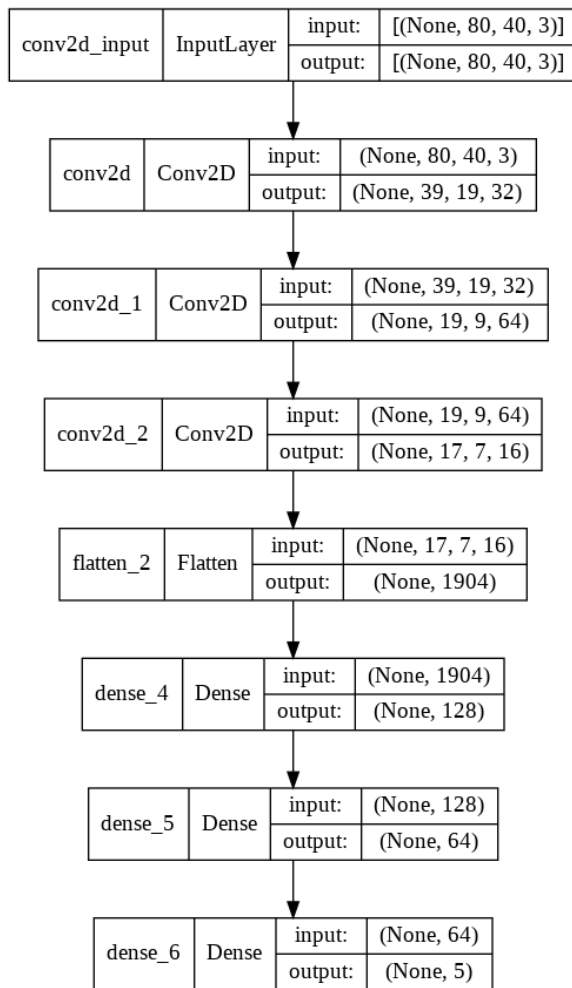 conv2d_input InputLayer input: [(None, 80, 40, 3)]
output: [(None, 80, 40, 3)]
conv2d Conv2D input: (None, 80, 40, 3)
output: (None, 39, 19, 32)
conv2d_1 Conv2D input: (None, 39, 19, 32)
output: (None, 19, 9, 64)
conv2d_2 Conv2D input: (None, 19, 9, 64)
output: (None, 17, 7, 16)
flatten_2 Flatten input: (None, 17, 7, 16)
output: (None, 1904)
dense_4 Dense input: (None, 1904)
output: (None, 128)
dense_5 Dense input: (None, 128)
output: (None, 64)
dense_6 Dense input: (None, 64)
output: (None, 5)